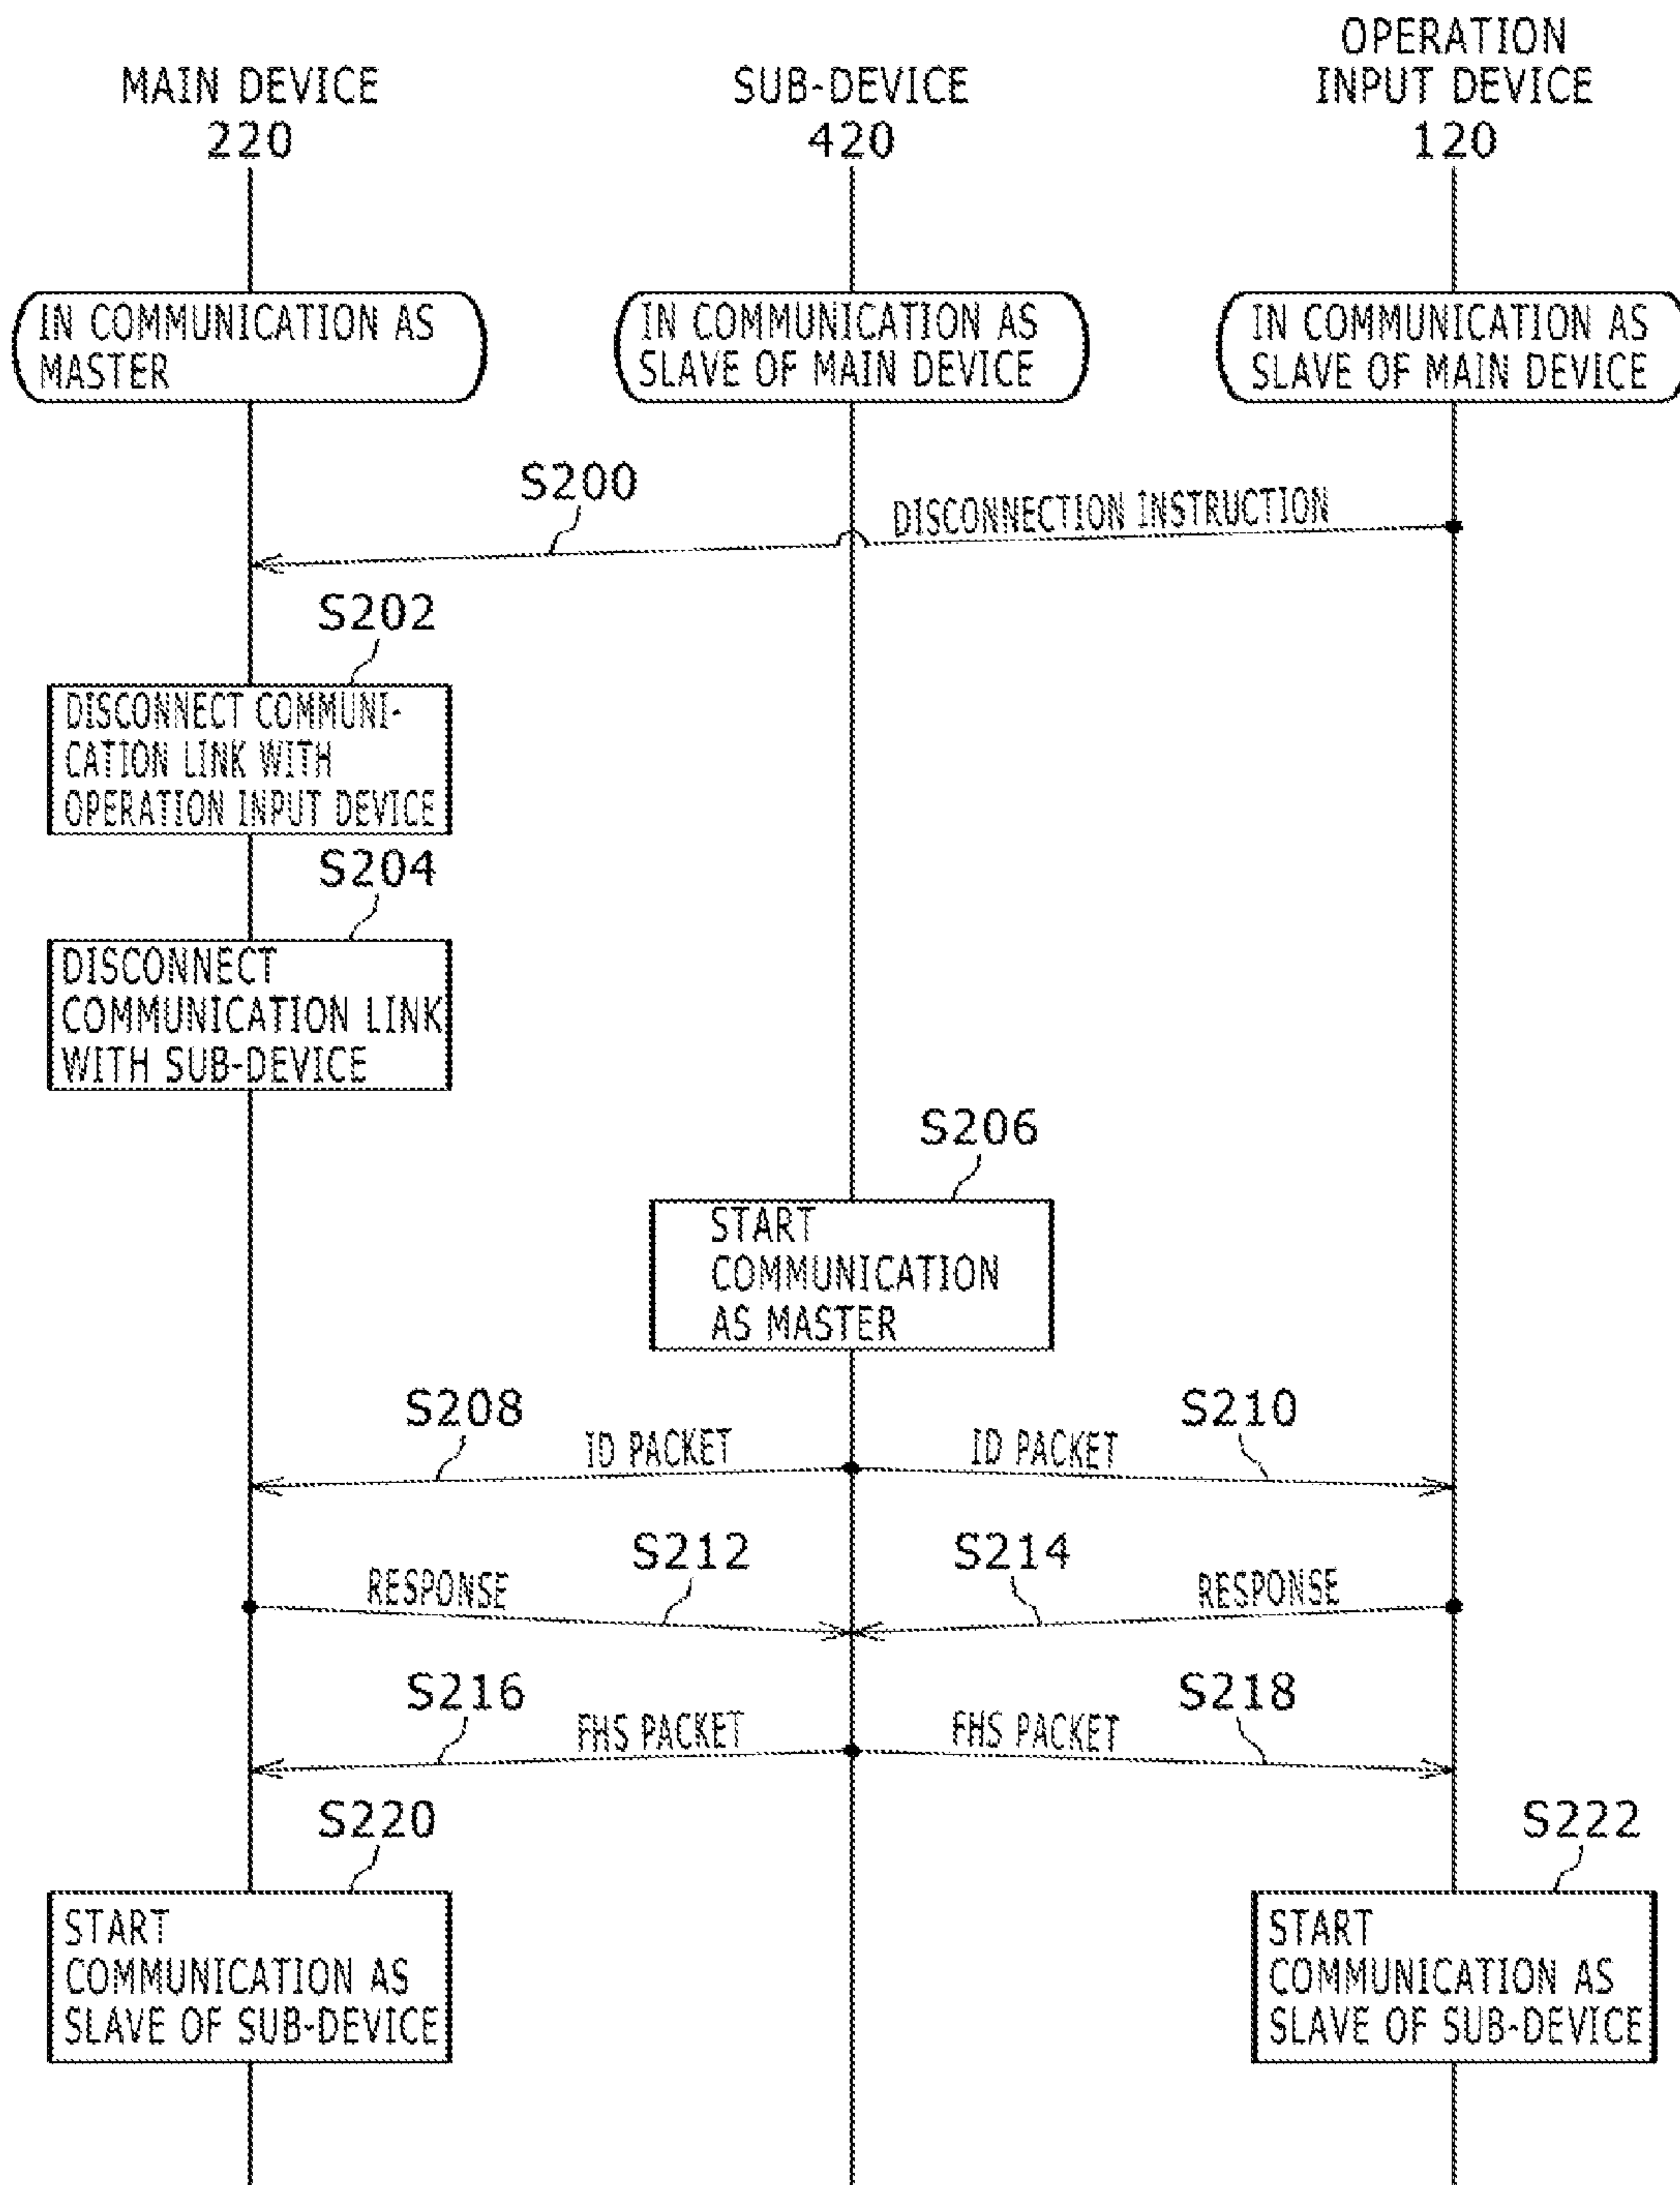 MAIN DEVICE
220
SUB-DEVICE
420
OPERATION
INPUT DEVICE
120
IN COMMUNICATION AS
MASTER
IN COMMUNICATION AS
SLAVE OF MAIN DEVICE
IN COMMUNICATION AS
SLAVE OF MAIN DEVICE
S200
DISCONNECTION INSTRUCTION
S202
DISCONNECT COMMUNI-
CATION LINK WITH
OPERATION INPUT DEVICE
S204
DISCONNECT
COMMUNICATION LINK
WITH SUB-DEVICE
S206
START
COMMUNICATION
AS MASTER
S208
ID PACKET
ID PACKET
S210
RESPONSE
S212
S214
RESPONSE
S216
FHS PACKET
FHS PACKET
S218
S220
START
COMMUNICATION AS
SLAVE OF SUB-DEVICE
S222
START
COMMUNICATION AS
SLAVE OF SUB-DEVICE